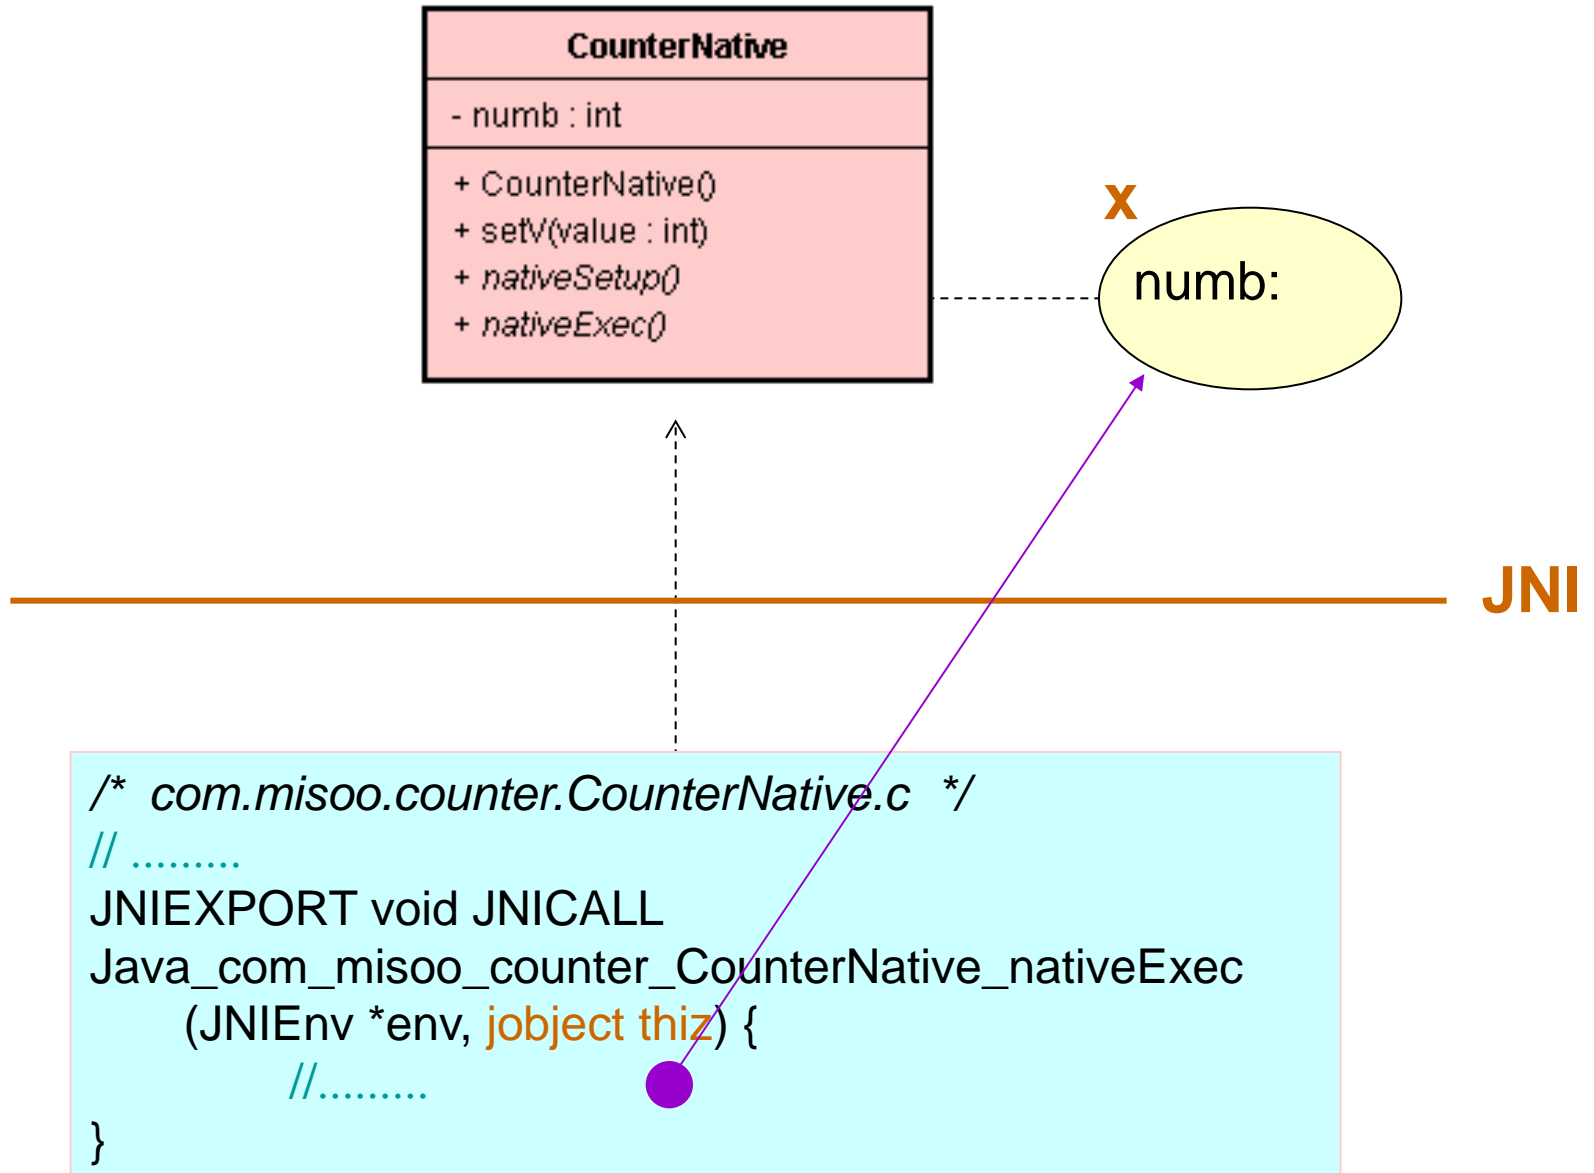 CounterNative
- numb : int
+ CounterNative()
+ setV(value : int)
+ nativeSetup()
+ nativeExec()
x
numb:
JNI
/*  com.misoo.counter.CounterNative.c  */
// .........
JNIEXPORT void JNICALL
Java_com_misoo_counter_CounterNative_nativeExec
(JNIEnv *env, jobject thiz) {
//.........
}